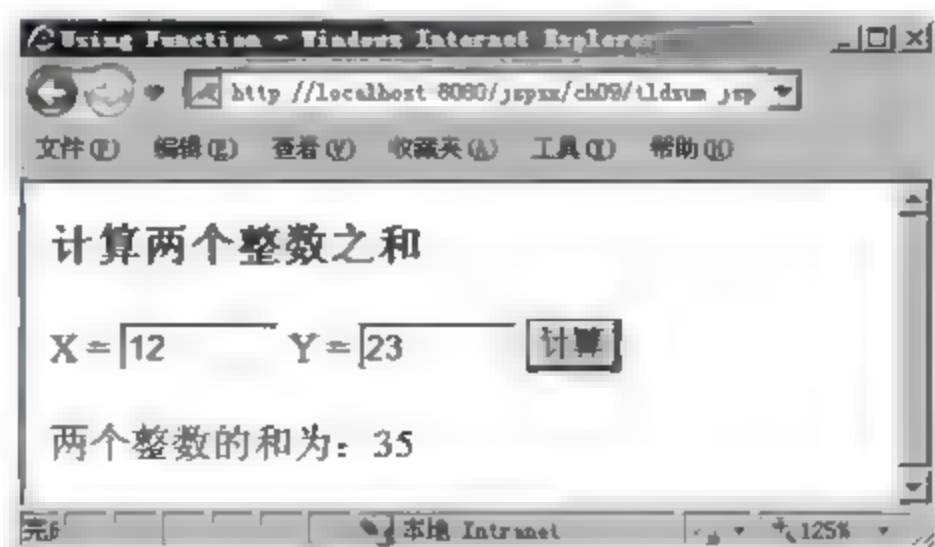 Using Function - Windows Internet Explorer
http://localhost:8080/jspxx/ch09/tldsum.jsp
文件(F) 编辑(E) 查看(V) 收藏夹(A) 工具(T) 帮助(H)
计算两个整数之和
X = 12 Y = 23 计算
两个整数的和为：35
本地 Intranet 125%